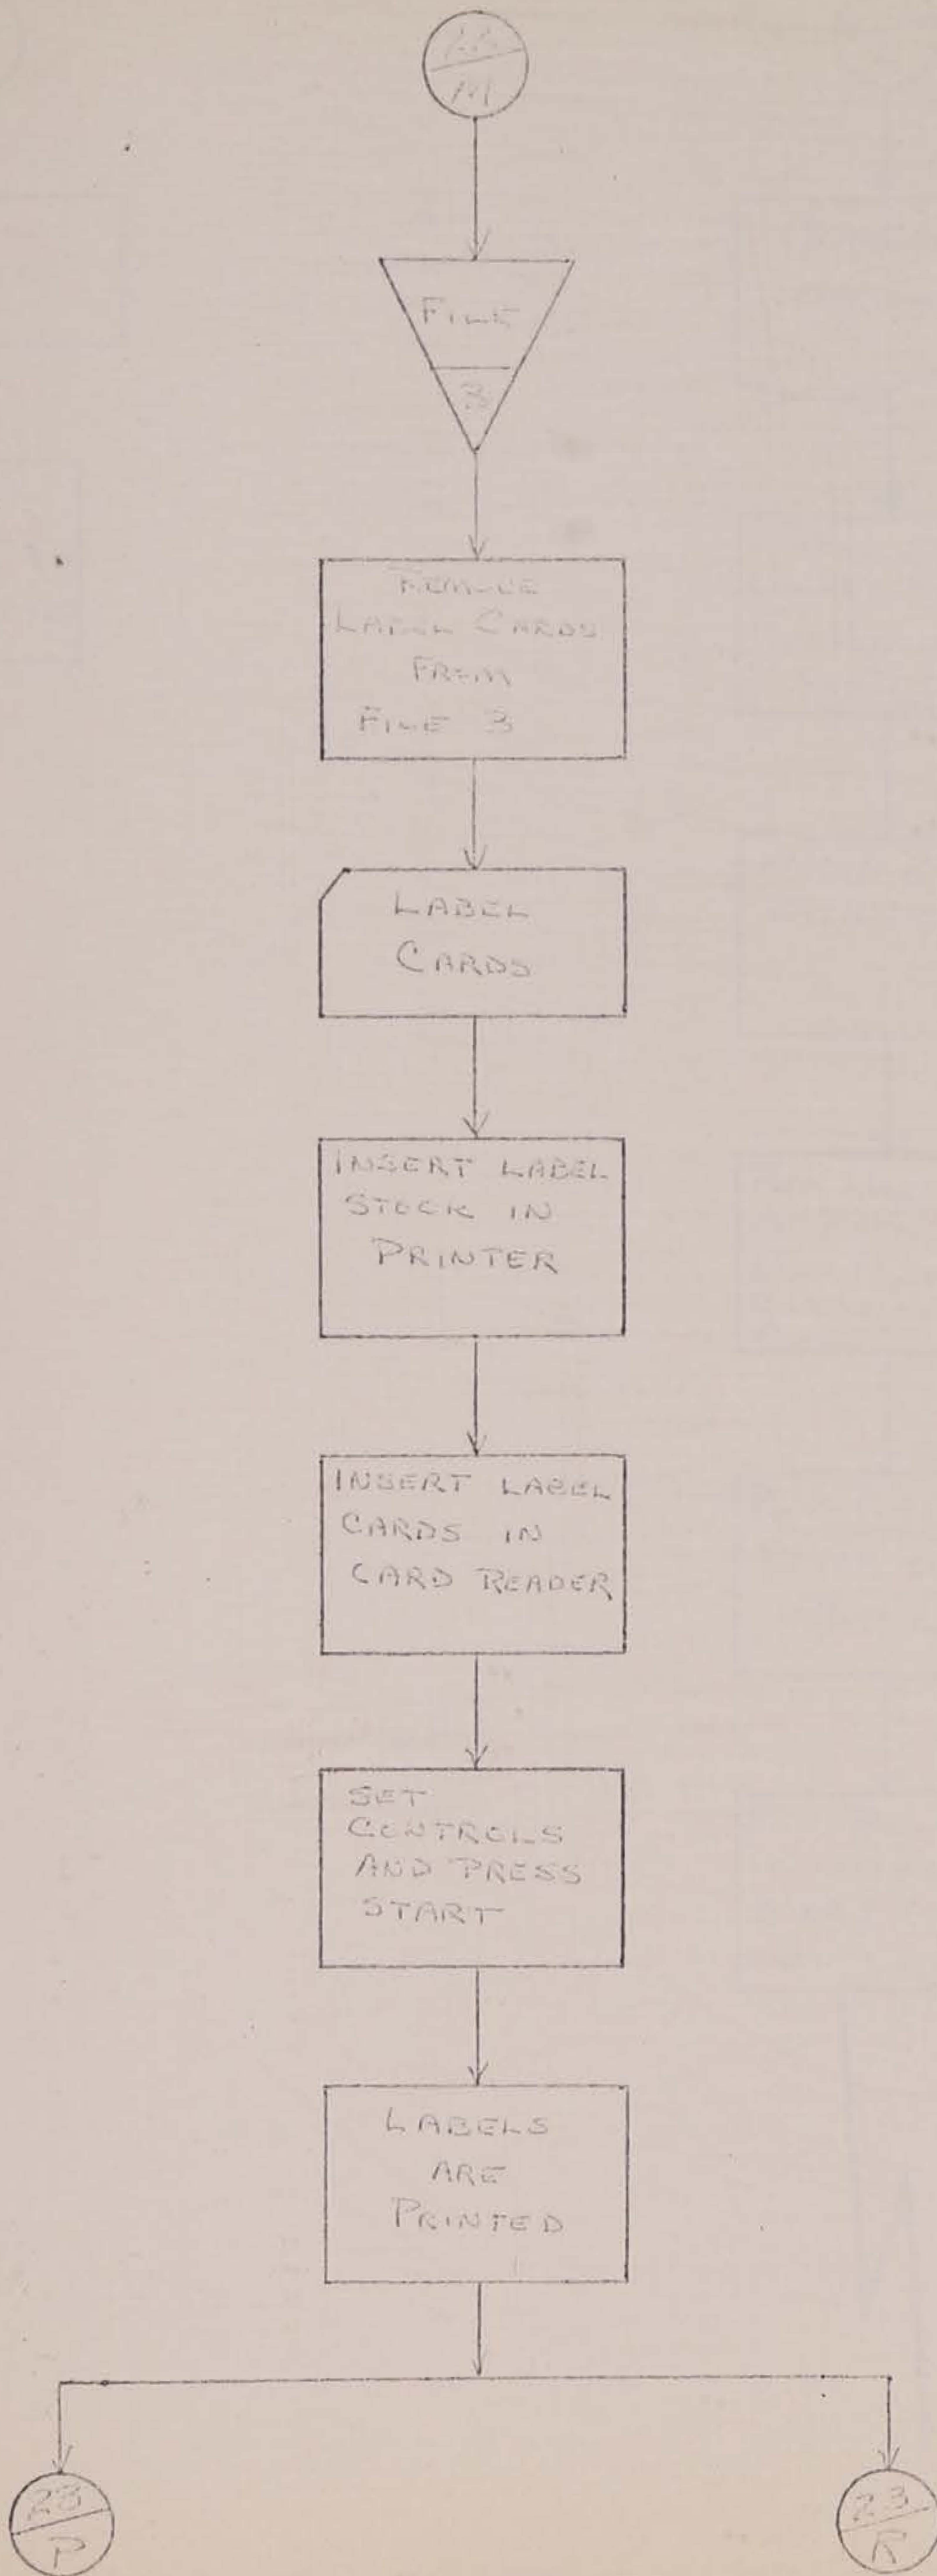 22
M
FILE
3
REMOVE
LABEL CARDS
FROM
FILE 3
LABEL
CARDS
INSERT LABEL
STOCK IN
PRINTER
INSERT LABEL
CARDS IN
CARD READER
SET
CONTROLS
AND PRESS
START
LABELS
ARE
PRINTED
23
P
23
R